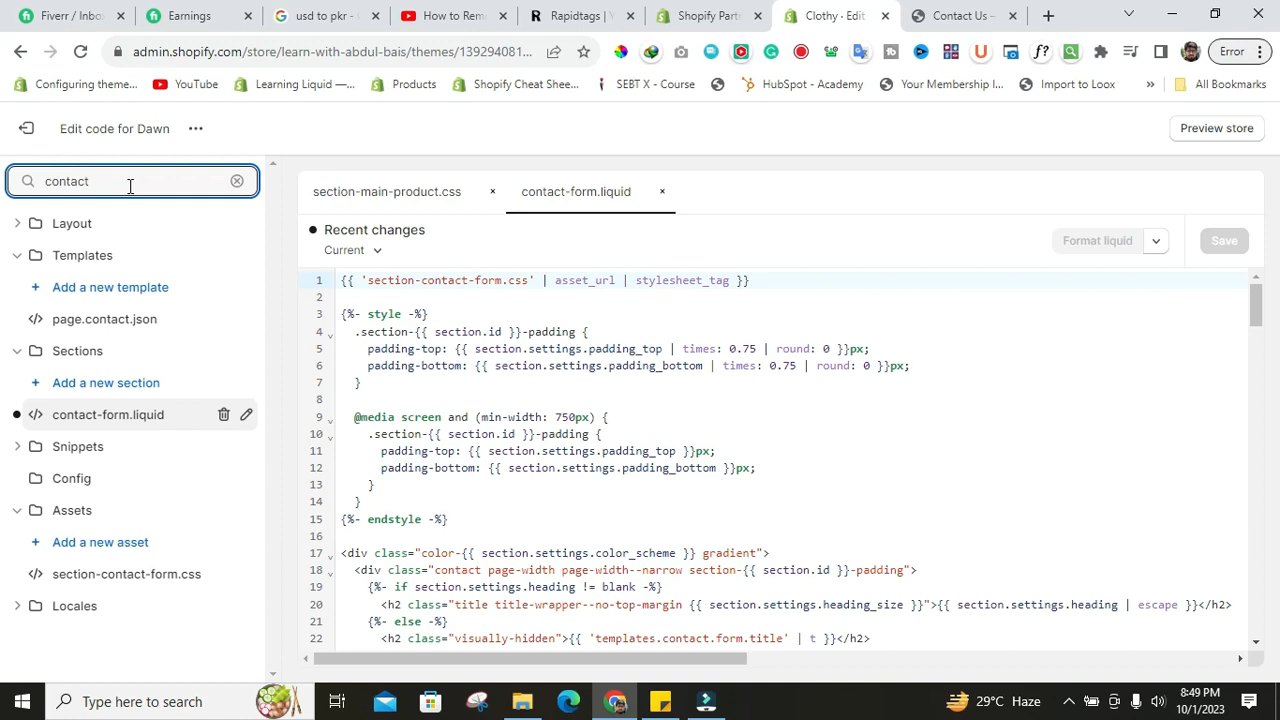 Fiverr / Inbox
Earnings
usd to pkr -
How to Rem
Rapidtags | Y
Shopify Part
Clothy · Edit
Contact Us –
admin.shopify.com/store/learn-with-abdul-bais/themes/139294081...
Error
Configuring theme...
YouTube
Learning Liquid...
Products
Shopify Cheat Shee...
SEBT X - Course
HubSpot - Academy
Your Membership I...
Import to Loox
»
All Bookmarks
Edit code for Dawn
Preview store
contact
Layout
Templates
+ Add a new template
</> page.contact.json
Sections
+ Add a new section
</> contact-form.liquid
Snippets
Config
Assets
+ Add a new asset
</> section-contact-form.css
Locales
section-main-product.css ×
contact-form.liquid ×
Recent changes
Current
Format liquid
Save
1 {{ 'section-contact-form.css' | asset_url | stylesheet_tag }}
2
3 {%- style -%}
4 .section-{{ section.id }}-padding {
5 padding-top: {{ section.settings.padding_top | times: 0.75 | round: 0 }}px;
6 padding-bottom: {{ section.settings.padding_bottom | times: 0.75 | round: 0 }}px;
7 }
8
9 @media screen and (min-width: 750px) {
10 .section-{{ section.id }}-padding {
11 padding-top: {{ section.settings.padding_top }}px;
12 padding-bottom: {{ section.settings.padding_bottom }}px;
13 }
14 }
15 {%- endstyle -%}
16
17 <div class="color-{{ section.settings.color_scheme }} gradient">
18 <div class="contact page-width page-width--narrow section-{{ section.id }}-padding">
19 {%- if section.settings.heading != blank -%}
20 <h2 class="title title-wrapper--no-top-margin {{ section.settings.heading_size }}">{{ section.settings.heading | escape }}</h2>
21 {%- else -%}
22 <h2 class="visually-hidden">{{ 'templates.contact.form.title' | t }}</h2>
Type here to search
29°C Haze
8:49 PM
10/1/2023